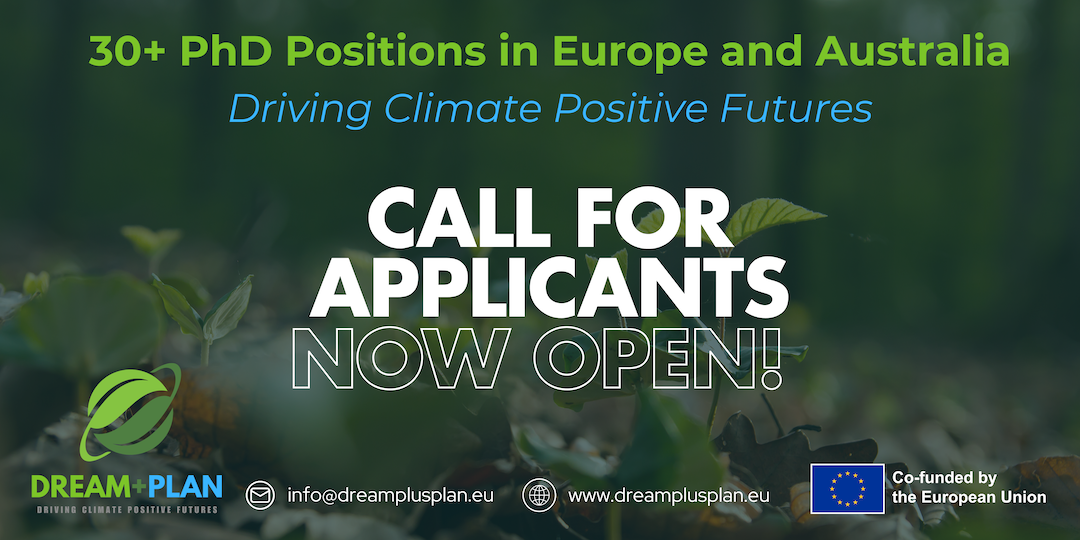 30+ PhD Positions in Europe and Australia
Driving Climate Positive Futures
CALL FOR
APPLICANTS
NOW OPEN!
DREAM+PLAN
DRIVING CLIMATE POSITIVE FUTURES
info@dreamplusplan.eu
www.dreamplusplan.eu
Co-funded by
the European Union